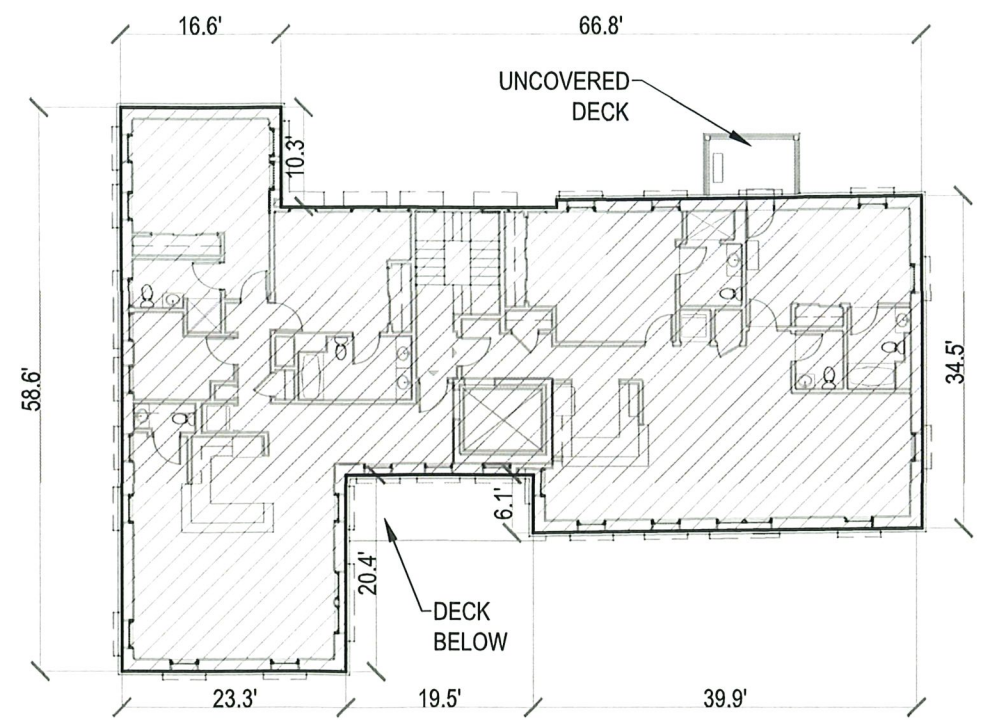 16.6'
66.8'
UNCOVERED
DECK
10.3'
58.6'
34.5'
6.1'
20.4'
DECK
BELOW
23.3'
19.5'
39.9'